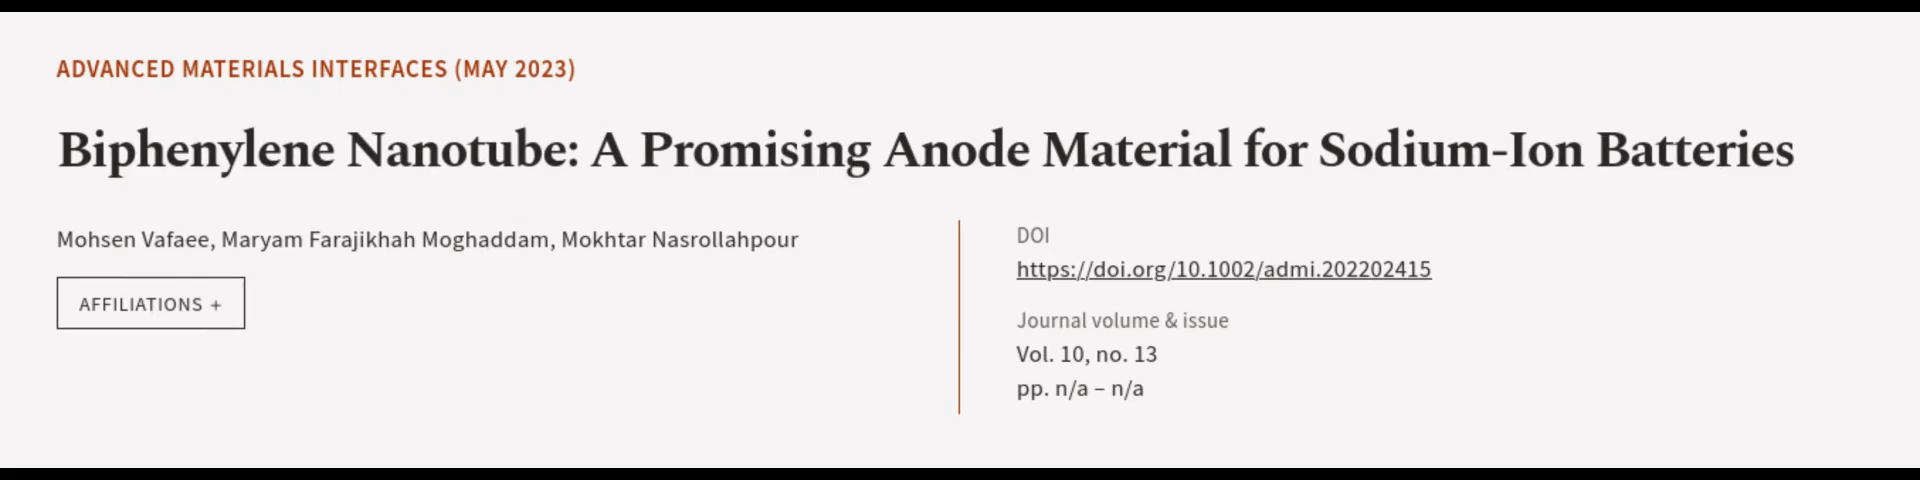 ADVANCED MATERIALS INTERFACES (MAY 2023)
Biphenylene Nanotube: A Promising Anode Material for Sodium-Ion Batteries
Mohsen Vafaee, Maryam Farajikhah Moghaddam, Mokhtar Nasrollahpour
AFFILIATIONS +
DOI
https://doi.org/10.1002/admi.202202415
Journal volume & issue
Vol. 10, no. 13
pp. n/a – n/a